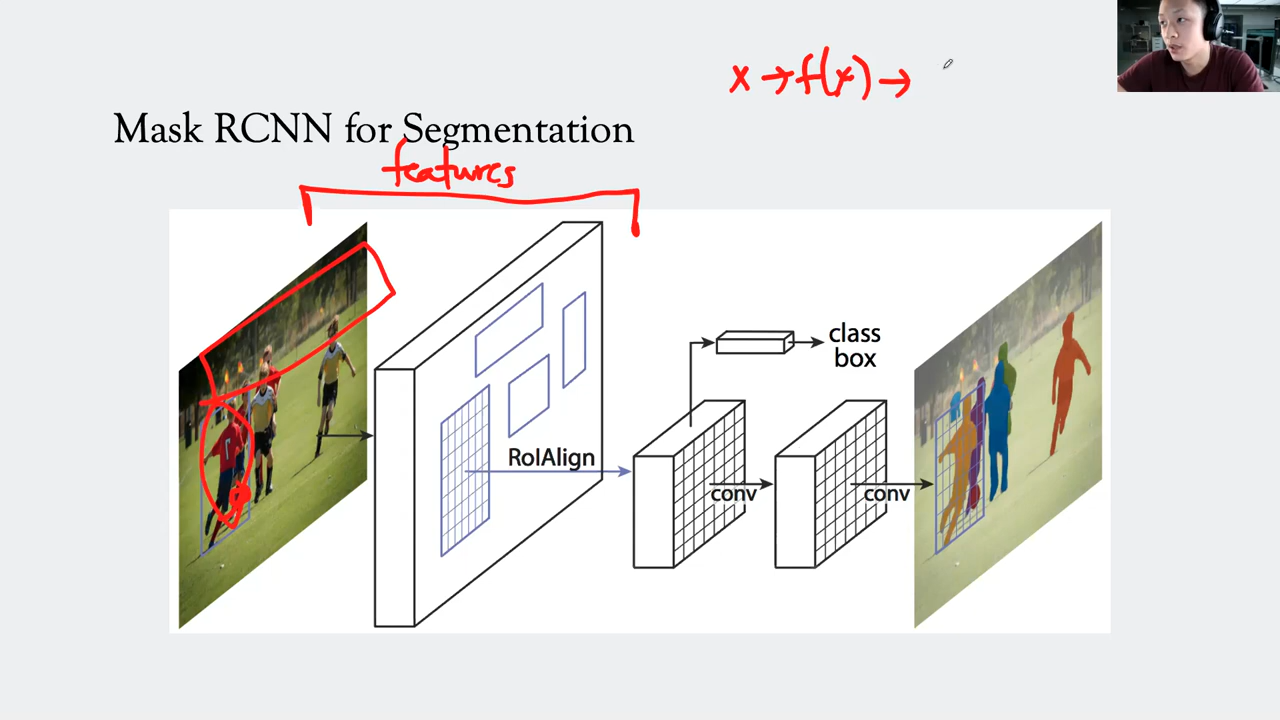 x → f(x) →
Mask RCNN for Segmentation
features
class
box
RoIAlign
conv
conv